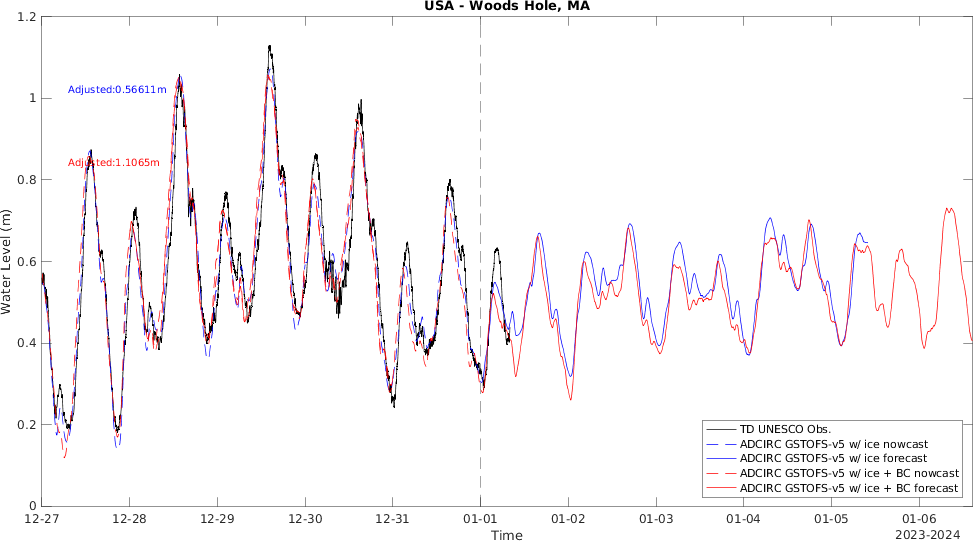 USA - Woods Hole, MA
1.2
1
0.8
0.6
0.4
0.2
0
Water Level (m)
Adjusted:0.56611m
Adjusted:1.1065m
TD UNESCO Obs.
ADCIRC GSTOFS-v5 w/ ice nowcast
ADCIRC GSTOFS-v5 w/ ice forecast
ADCIRC GSTOFS-v5 w/ ice + BC nowcast
ADCIRC GSTOFS-v5 w/ ice + BC forecast
12-27 12-28 12-29 12-30 12-31 01-01 01-02 01-03 01-04 01-05 01-06
Time
2023-2024